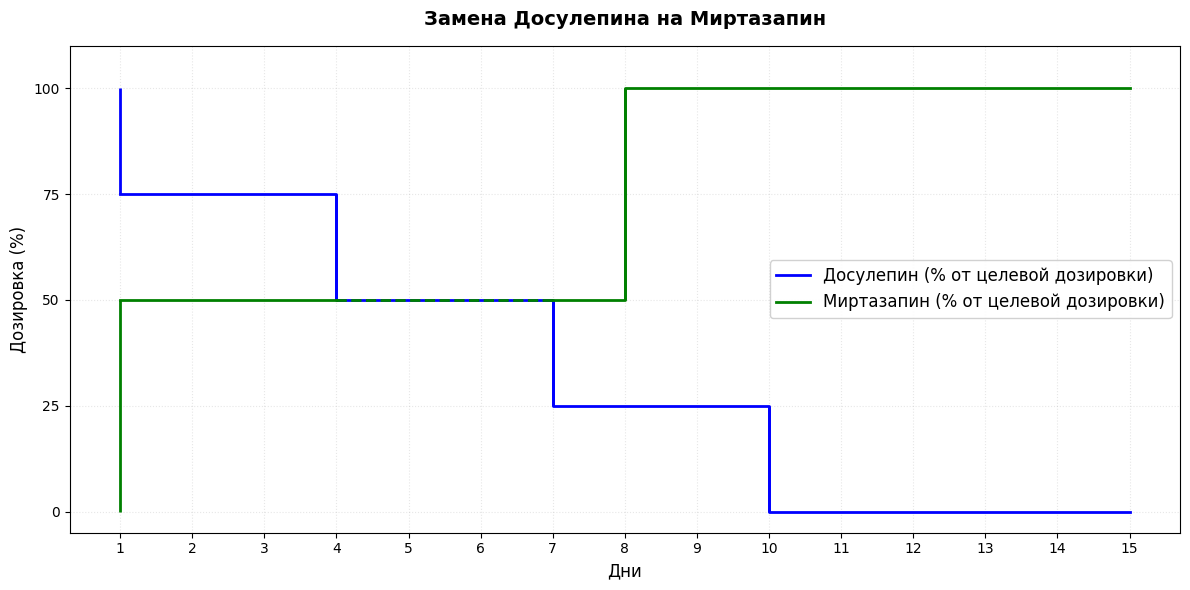 Замена Досулепина на Миртазапин
Дозировка (%)
100
75
50
25
0
Досулепин (% от целевой дозировки)
Миртазапин (% от целевой дозировки)
1 2 3 4 5 6 7 8 9 10 11 12 13 14 15
Дни